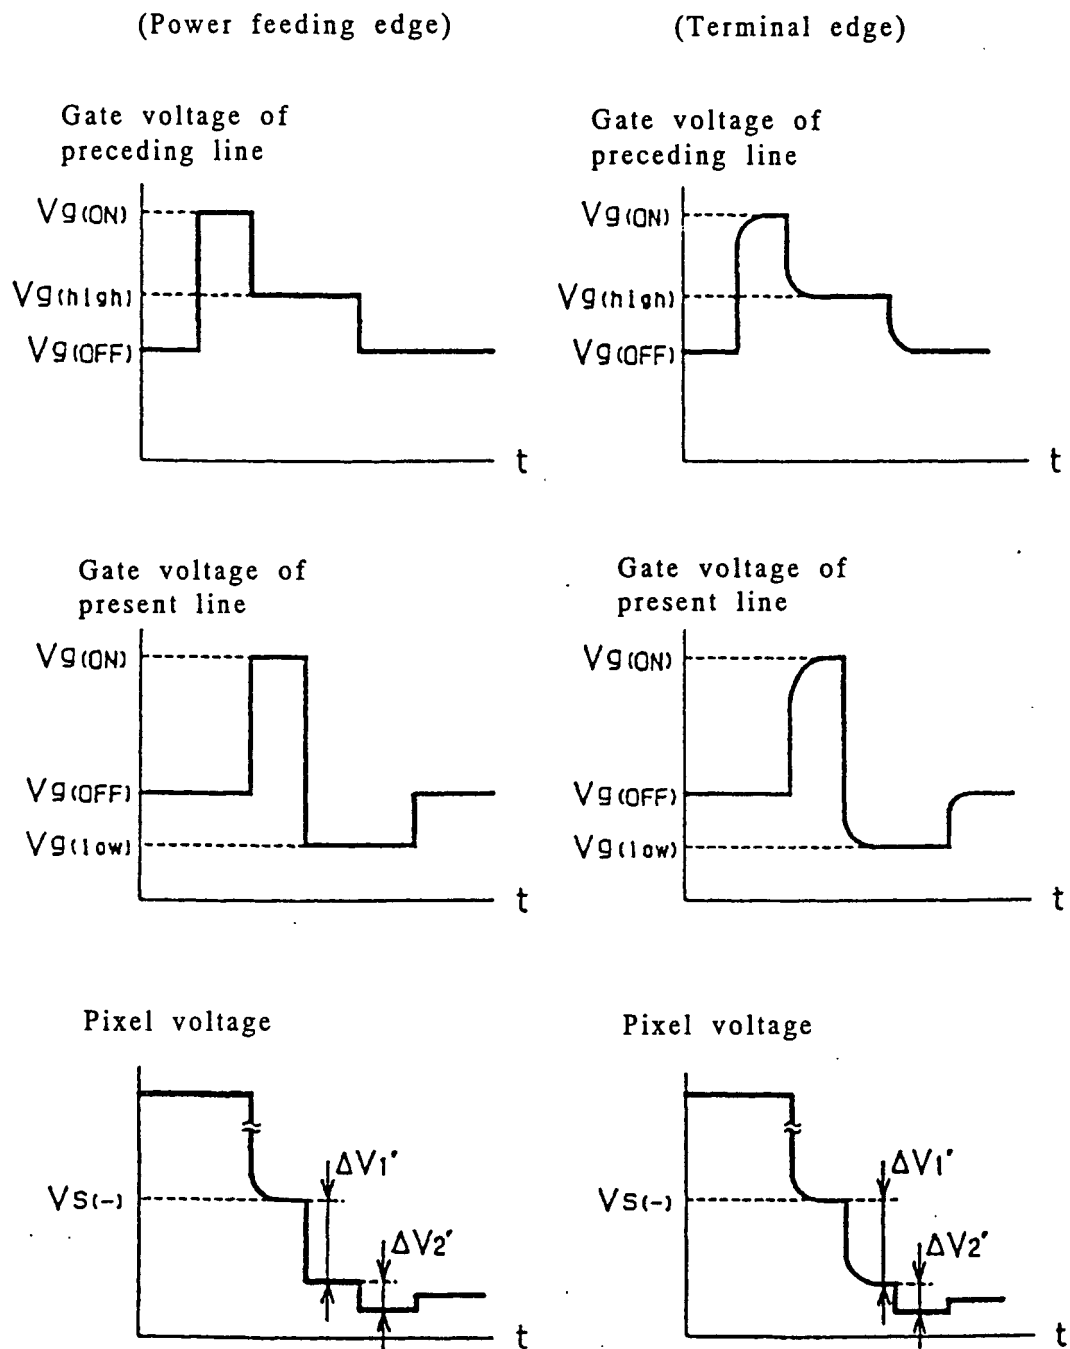 (Power feeding edge)
(Terminal edge)
Gate voltage of
preceding line
Vg(ON)
Vg(high)
Vg(OFF)
t
Gate voltage of
preceding line
Vg(ON)
Vg(high)
Vg(OFF)
t
Gate voltage of
present line
Vg(ON)
Vg(OFF)
Vg(low)
t
Gate voltage of
present line
Vg(ON)
Vg(OFF)
Vg(low)
t
Pixel voltage
VS(-)
ΔV1'
ΔV2'
t
Pixel voltage
VS(-)
ΔV1'
ΔV2'
t